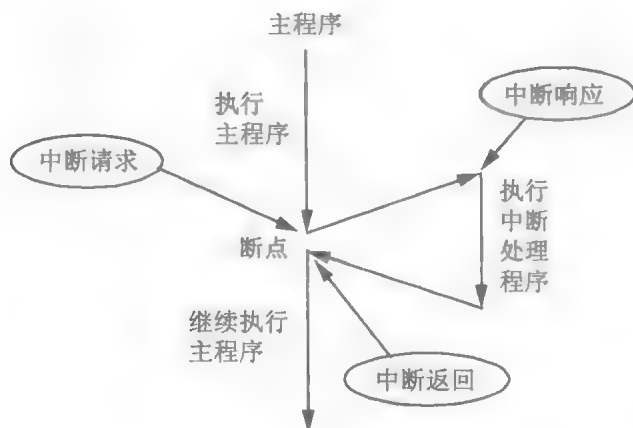 主程序
执行
主程序
中断响应
中断请求
执行
中断
处理
程序
断点
继续执行
主程序
中断返回